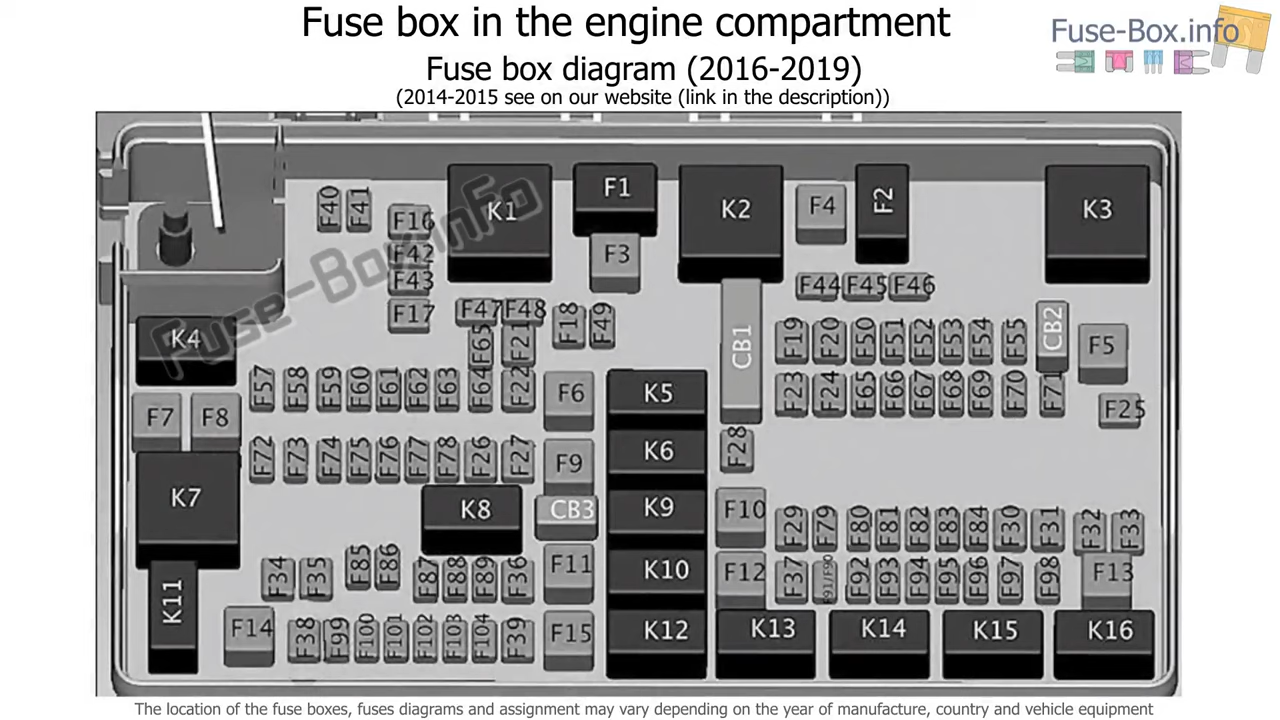 Fuse box in the engine compartment
Fuse-Box.info
Fuse box diagram (2016-2019)
(2014-2015 see on our website (link in the description))
F40 F41 F16 K1 F1 K2 F4 F2 K3
F42 F3
F43 F44 F45 F46
F17 F47 F48 F18 F49
Fuse-Box.info
K4 F65 F21 CB1 F19 F20 F50 F51 F52 F53 F54 F55 CB2 F5
F57 F58 F59 F60 F61 F62 F63 F64 F22 F6 K5 F23 F24 F65 F66 F67 F68 F69 F70 F71
F7 F8 F25
F72 F73 F74 F75 F76 F77 F78 F26 F27 F9 K6 F28
K7 K8 CB3 K9 F10 F29 F79 F80 F81 F82 F83 F84 F30 F31 F32 F33
F34 F35 F85 F86 F87 F88 F89 F36 F11 K10 F12 F37 F91/F90 F92 F93 F94 F95 F96 F97 F98 F13
K11
F14 F38 F99 F100 F101 F102 F103 F104 F39 F15 K12 K13 K14 K15 K16
The location of the fuse boxes, fuses diagrams and assignment may vary depending on the year of manufacture, country and vehicle equipment